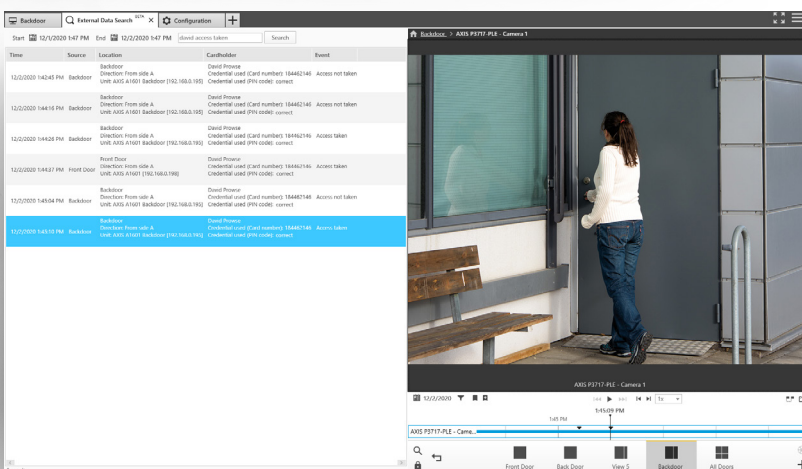 Backdoor
External Data Search BETA
Configuration
Start 12/1/2020 1:47 PM End 12/2/2020 1:47 PM david access taken Search
Time Source Location Cardholder Event
Backdoor David Prowse
12/2/2020 1:42:45 PM Backdoor Direction: From side A Credential used (Card number): 184462146 Access not taken
Unit: AXIS A1601 Backdoor [192.168.0.195] Credential used (PIN code): correct
Backdoor David Prowse
12/2/2020 1:44:16 PM Backdoor Direction: From side A Credential used (Card number): 184462146 Access not taken
Unit: AXIS A1601 Backdoor [192.168.0.195] Credential used (PIN code): correct
Backdoor David Prowse
12/2/2020 1:44:26 PM Backdoor Direction: From side A Credential used (Card number): 184462146 Access taken
Unit: AXIS A1601 Backdoor [192.168.0.195] Credential used (PIN code): correct
Front Door David Prowse
12/2/2020 1:44:37 PM Front Door Direction: From side A Credential used (Card number): 184462146 Access taken
Unit: AXIS A1601 [192.168.0.198] Credential used (PIN code): correct
Backdoor David Prowse
12/2/2020 1:45:04 PM Backdoor Direction: From side A Credential used (Card number): 184462146 Access not taken
Unit: AXIS A1601 Backdoor [192.168.0.195] Credential used (PIN code): correct
Backdoor David Prowse
12/2/2020 1:45:10 PM Backdoor Direction: From side A Credential used (Card number): 184462146 Access taken
Unit: AXIS A1601 Backdoor [192.168.0.195] Credential used (PIN code): correct
Backdoor > AXIS P3717-PLE - Camera 1
AXIS P3717-PLE - Camera 1
12/2/2020 1x
1:45:09 PM
1:45 PM
AXIS P3717-PLE - Came...
Front Door Back Door View 5 Backdoor All Doors